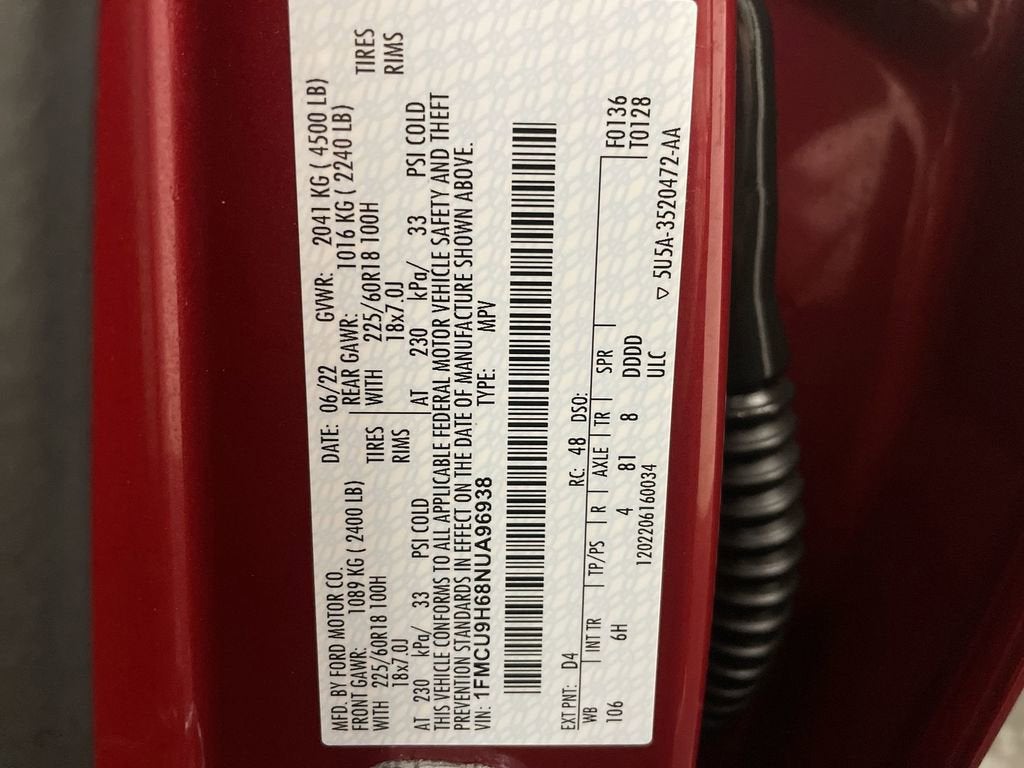 MFD. BY FORD MOTOR CO. DATE: 06/22 GVWR: 2041 KG ( 4500 LB)
FRONT GAWR: 1089 KG ( 2400 LB) REAR GAWR: 1016 KG ( 2240 LB)
WITH 225/60R18 100H TIRES WITH 225/60R18 100H TIRES
18x7.0J RIMS 18x7.0J RIMS
AT 230 kPa/ 33 PSI COLD AT 230 kPa/ 33 PSI COLD
THIS VEHICLE CONFORMS TO ALL APPLICABLE FEDERAL MOTOR VEHICLE SAFETY AND THEFT
PREVENTION STANDARDS IN EFFECT ON THE DATE OF MANUFACTURE SHOWN ABOVE.
VIN: 1FMCU9H68NUA96938 TYPE: MPV
EXT PNT: D4 RC: 48 DSO:
WB INT TR TP/PS R AXLE TR SPR F0136
106 6H 4 81 8 DDDD T0128
1202206160034 ULC
▽ 5U5A-3520472-AA